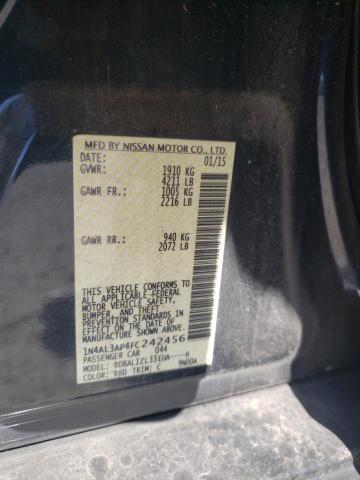 MFD BY NISSAN MOTOR CO., LTD.
DATE: 01/15
GVWR: 1910 KG
4211 LB
GAWR FR.: 1005 KG
2216 LB
GAWR RR.: 940 KG
2072 LB
THIS VEHICLE CONFORMS TO
ALL APPLICABLE FEDERAL
MOTOR VEHICLE SAFETY,
BUMPER, AND THEFT
PREVENTION STANDARDS IN
EFFECT ON THE DATE OF
MANUFACTURE SHOWN ABOVE.
1N4AL3AP4FC242456
PASSENGER CAR 044
MODEL: BDBALIZL33EUA----H
COLOR: RBD TRIM: C 9N00A